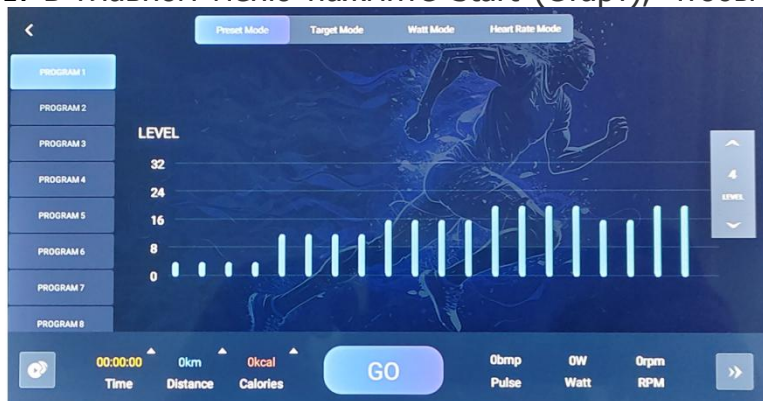 Preset Mode Target Mode Watt Mode Heart Rate Mode
PROGRAM 1
PROGRAM 2
PROGRAM 3
PROGRAM 4
PROGRAM 5
PROGRAM 6
PROGRAM 7
PROGRAM 8
LEVEL
32
24
16
8
0
4
LEVEL
00:00:00 0km 0kcal GO 0bmp 0W 0rpm
Time Distance Calories Pulse Watt RPM